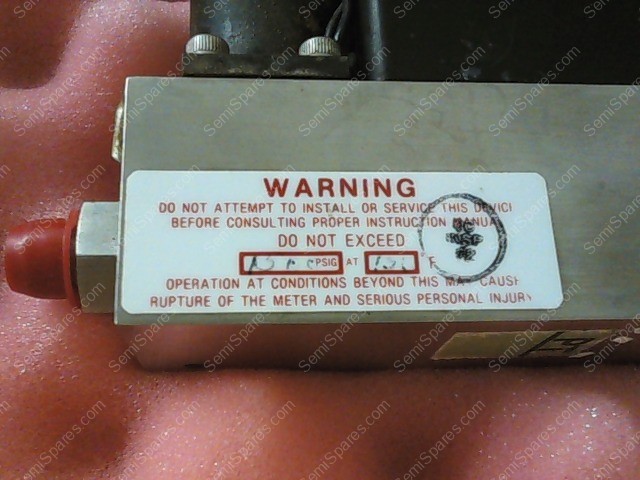 WARNING
DO NOT ATTEMPT TO INSTALL OR SERVICE THIS DEVICE
BEFORE CONSULTING PROPER INSTRUCTION MANUAL
DO NOT EXCEED
PSIG AT 150 °F
OPERATION AT CONDITIONS BEYOND THIS MAY CAUSE
RUPTURE OF THE METER AND SERIOUS PERSONAL INJURY
SemiSpares.com